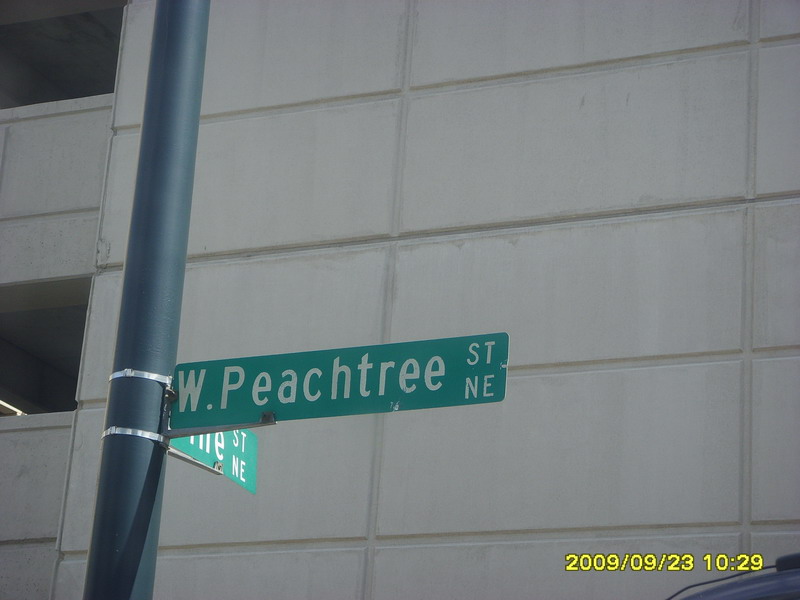 W. Peachtree ST NE
ST NE
2009/09/23 10:29